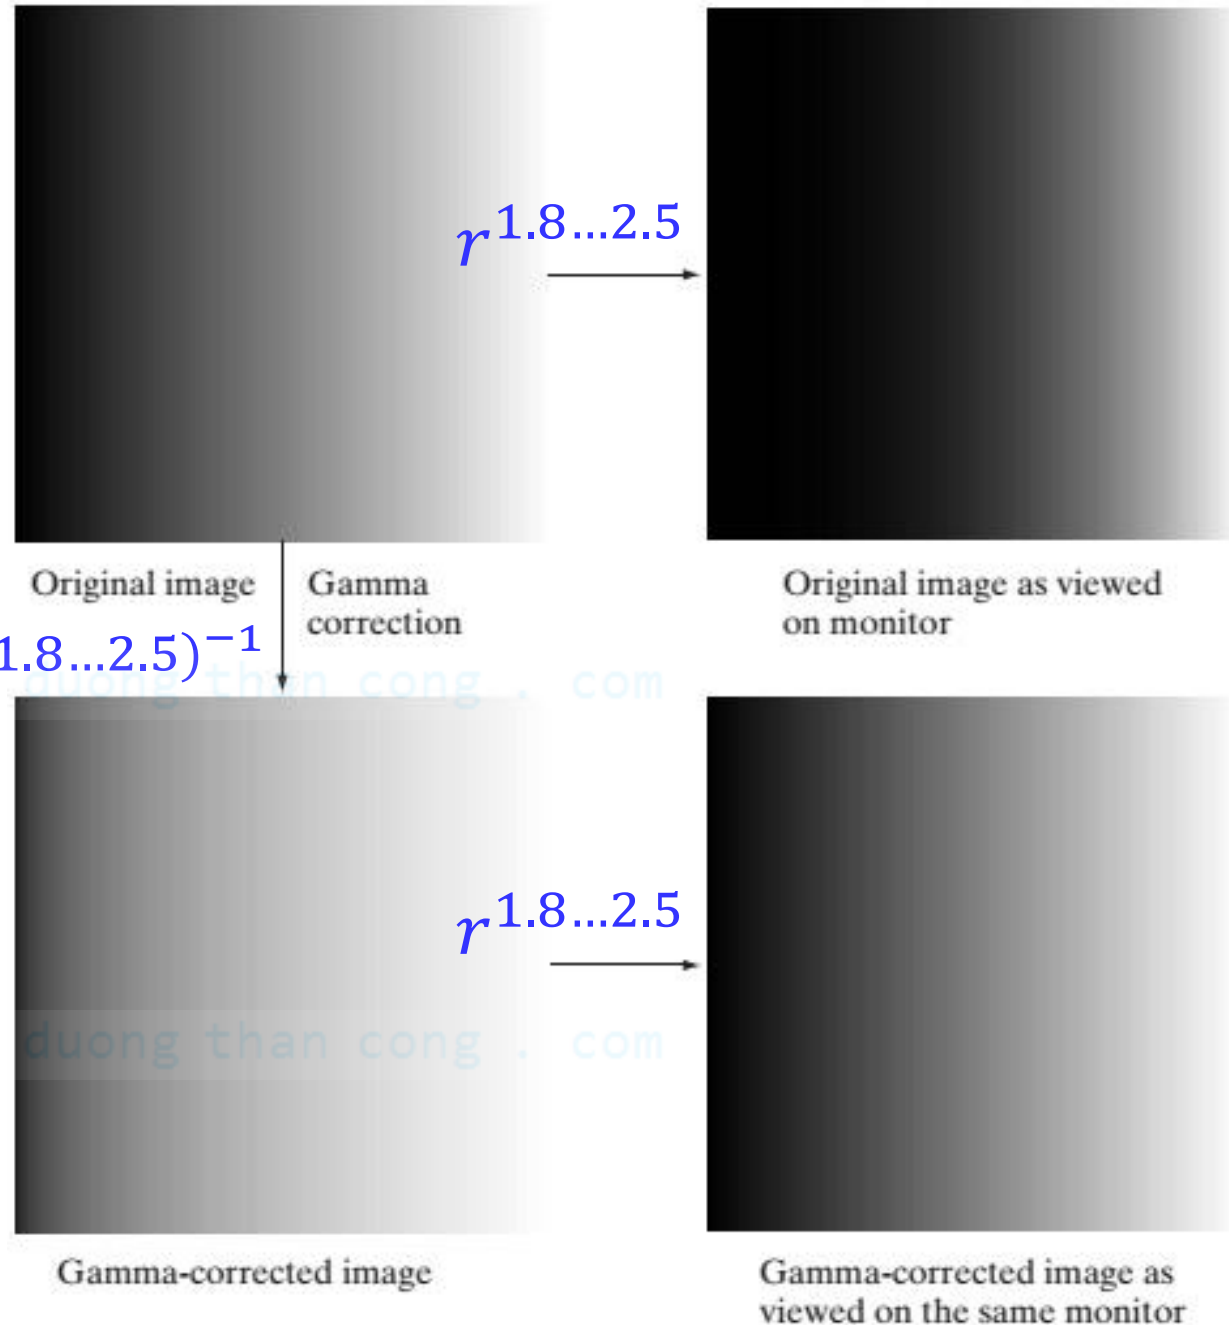 r^1.8...2.5
Original image
Gamma
correction
Original image as viewed
on monitor
1.8...2.5)^−1
duong than cong . com
r^1.8...2.5
duong than cong . com
Gamma-corrected image
Gamma-corrected image as
viewed on the same monitor